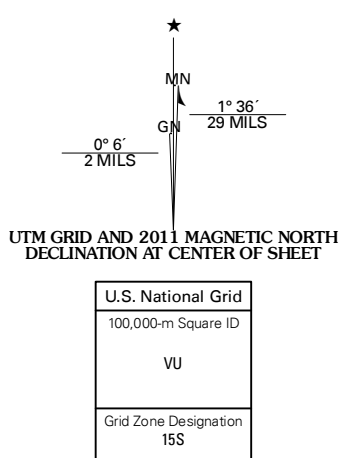 ★
MN
1° 36´
29 MILS
GN
0° 6´
2 MILS
UTM GRID AND 2011 MAGNETIC NORTH
DECLINATION AT CENTER OF SHEET
U.S. National Grid
100,000-m Square ID
VU
Grid Zone Designation
15S